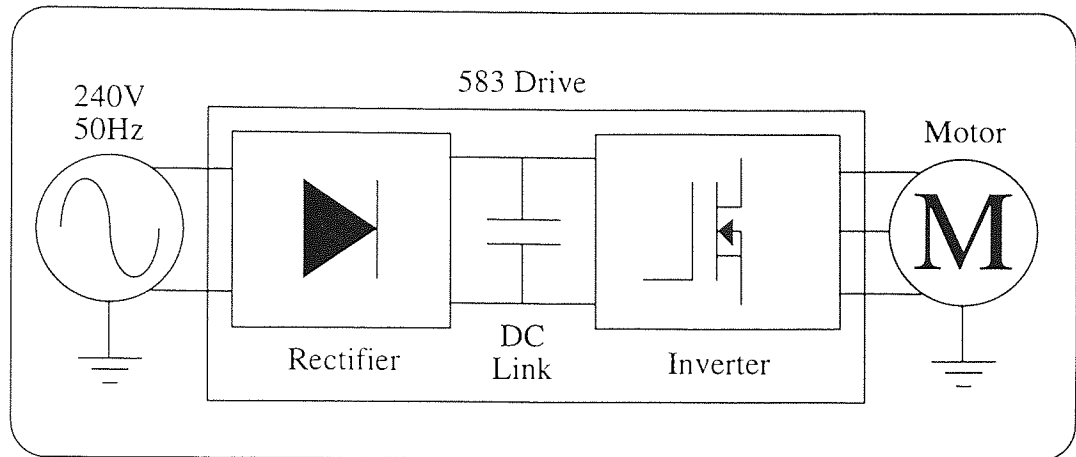 583 Drive
240V
50Hz
Motor
M
Rectifier
DC
Link
Inverter